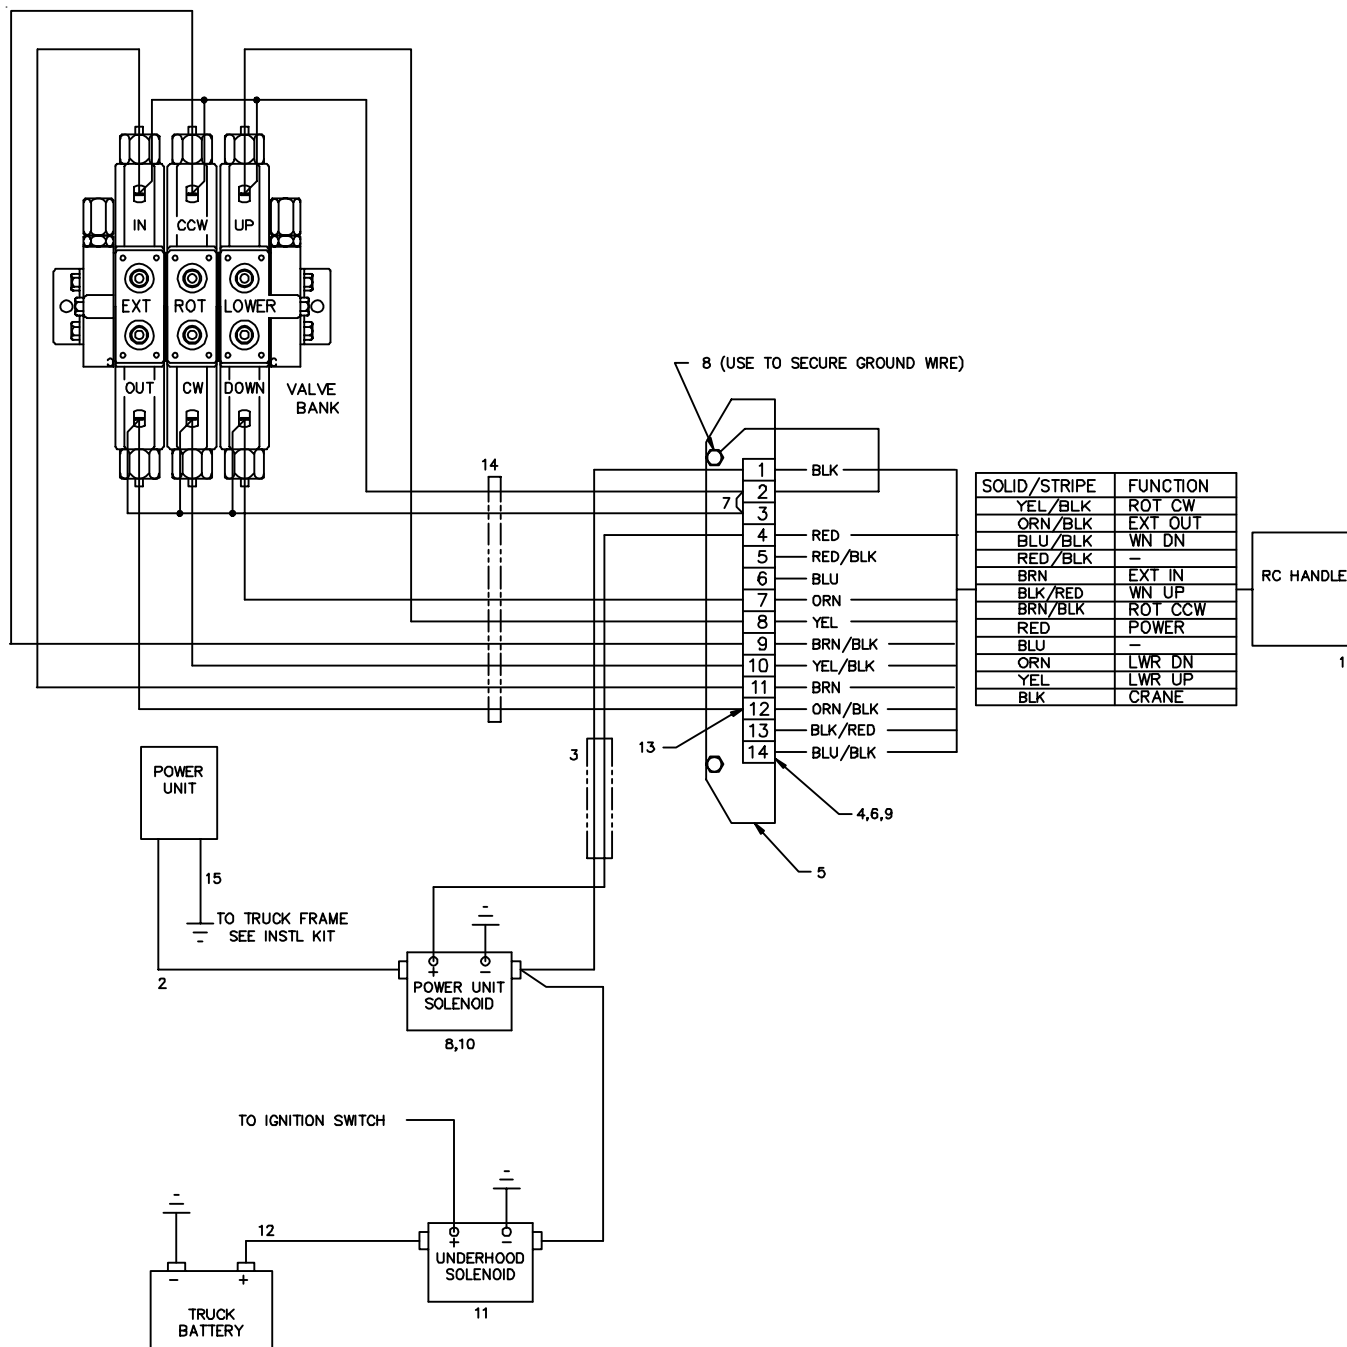 IN CCW UP
EXT ROT LOWER
OUT CW DOWN
VALVE
BANK
8 (USE TO SECURE GROUND WIRE)
14
7
1 BLK
2
3
4 RED
5 RED/BLK
6 BLU
7 ORN
8 YEL
9 BRN/BLK
10 YEL/BLK
11 BRN
12 ORN/BLK
13 BLK/RED
14 BLU/BLK
13
4,6,9
5
3
SOLID/STRIPE FUNCTION
YEL/BLK ROT CW
ORN/BLK EXT OUT
BLU/BLK WN DN
RED/BLK –
BRN EXT IN
BLK/RED WN UP
BRN/BLK ROT CCW
RED POWER
BLU –
ORN LWR DN
YEL LWR UP
BLK CRANE
RC HANDLE
1
POWER
UNIT
15
TO TRUCK FRAME
SEE INSTL KIT
2
-
+ –
POWER UNIT
SOLENOID
8,10
TO IGNITION SWITCH
-
+ –
UNDERHOOD
SOLENOID
11
-
12
– +
TRUCK
BATTERY